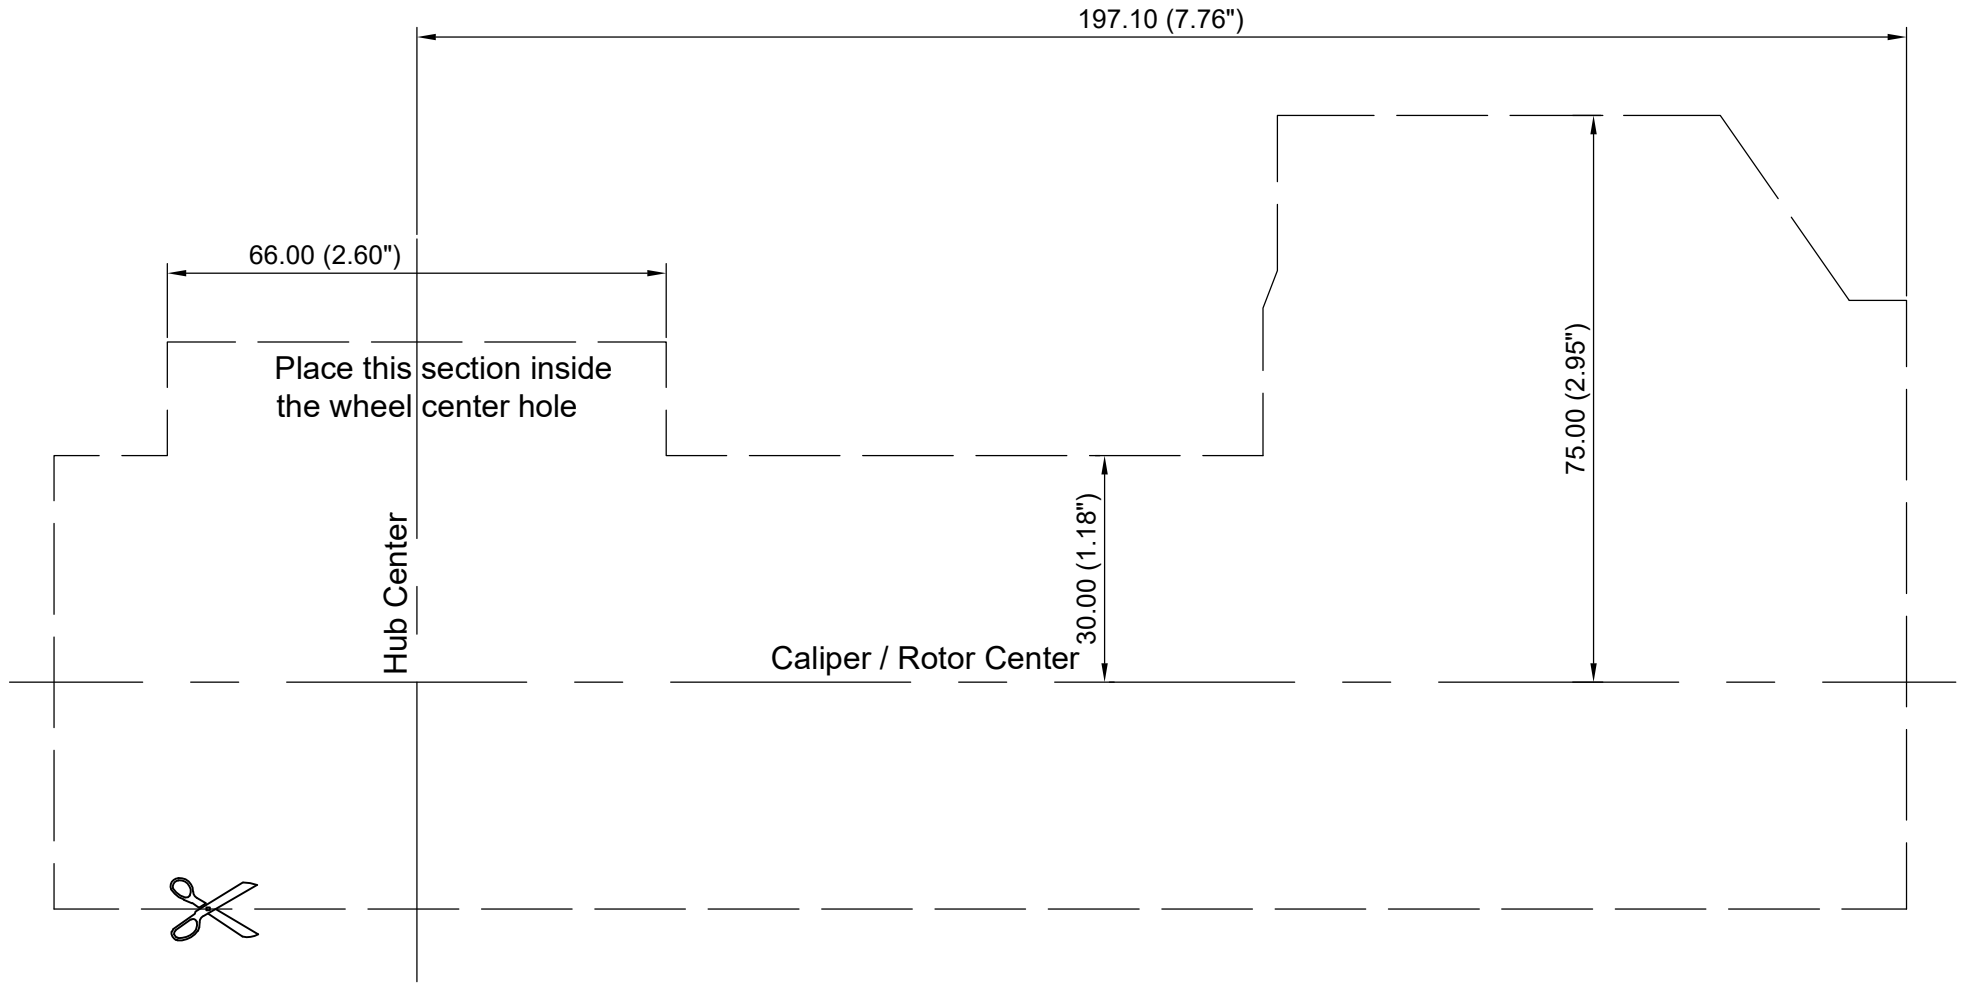 197.10 (7.76")
66.00 (2.60")
Place this section inside
the wheel center hole
75.00 (2.95")
30.00 (1.18")
Hub Center
Caliper / Rotor Center